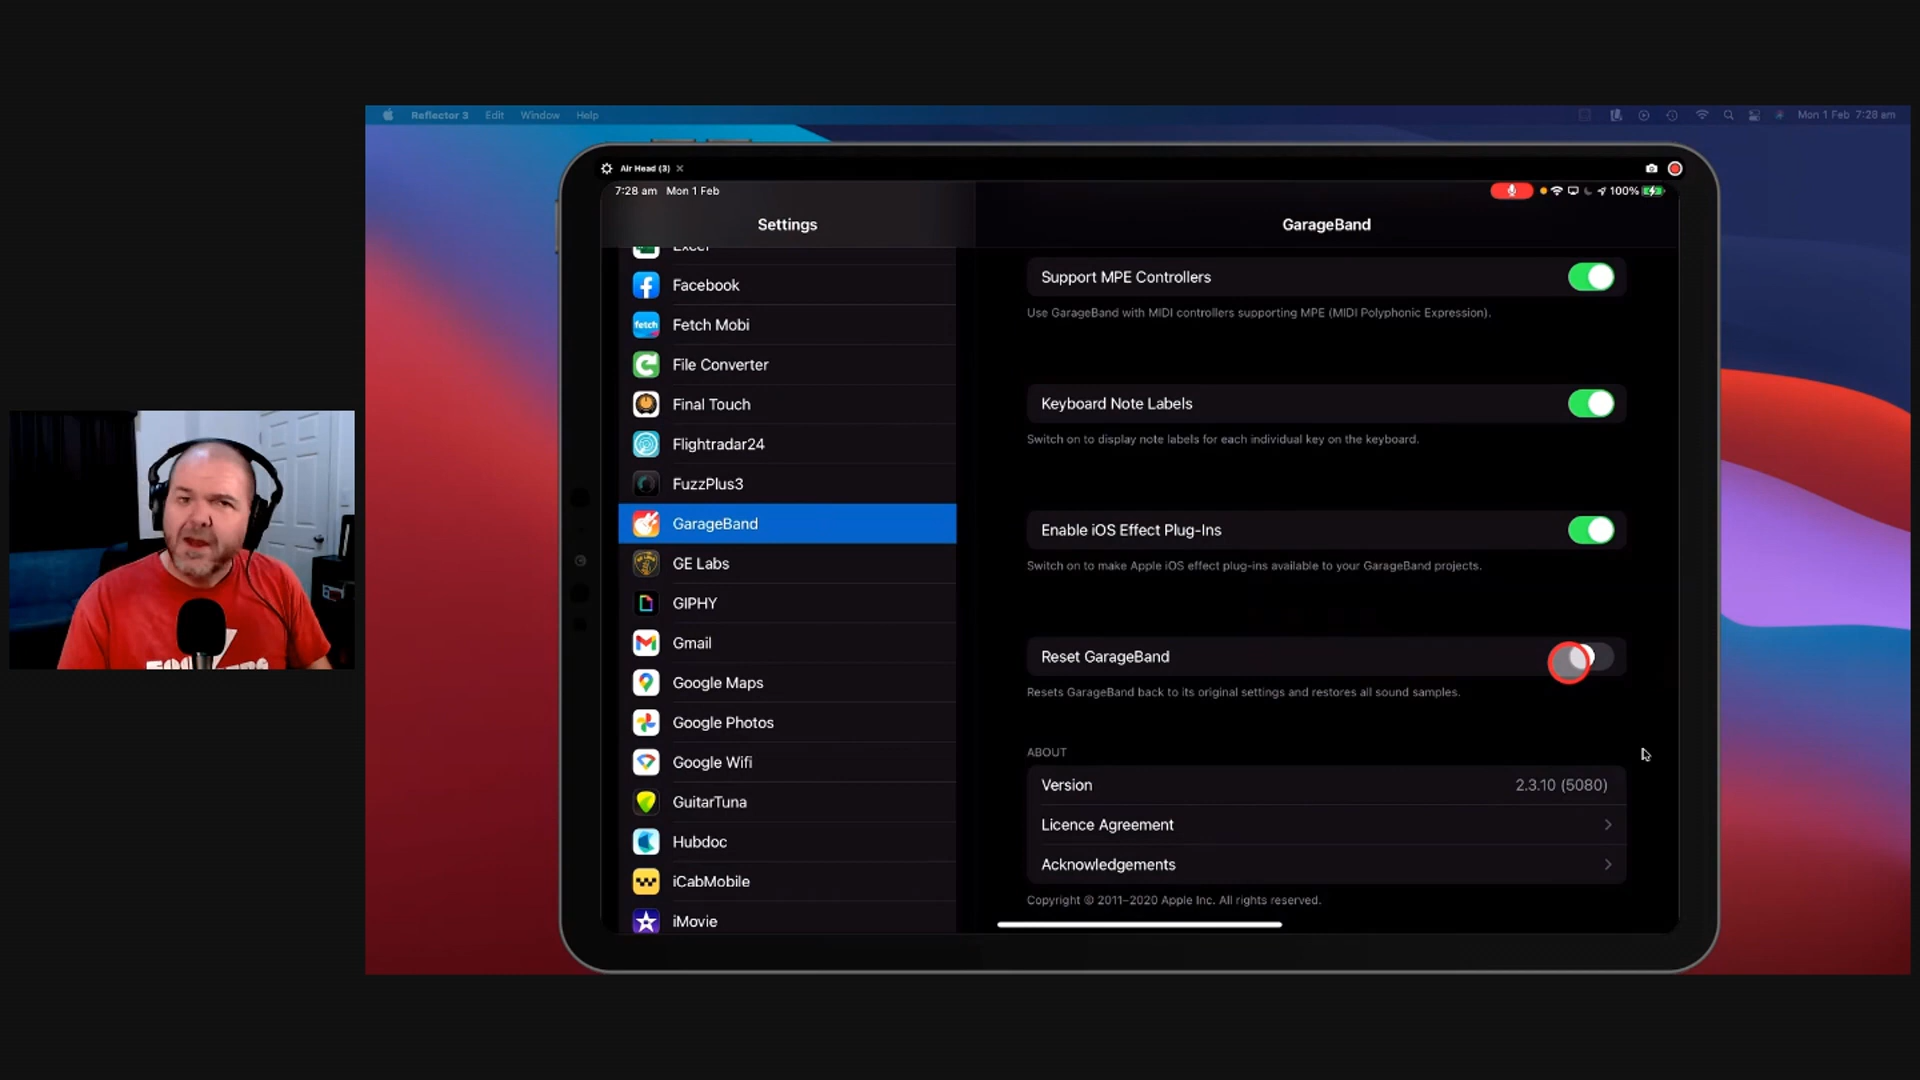 Reflector 3 Edit Window Help Mon 1 Feb 7:28 am
Air Head (3)
7:28 am Mon 1 Feb 100%
Settings
GarageBand
Excel
Facebook
Fetch Mobi
File Converter
Final Touch
Flightradar24
FuzzPlus3
GarageBand
GE Labs
GIPHY
Gmail
Google Maps
Google Photos
Google Wifi
GuitarTuna
Hubdoc
iCabMobile
iMovie
fetch
Support MPE Controllers
Use GarageBand with MIDI controllers supporting MPE (MIDI Polyphonic Expression).
Keyboard Note Labels
Switch on to display note labels for each individual key on the keyboard.
Enable iOS Effect Plug-Ins
Switch on to make Apple iOS effect plug-ins available to your GarageBand projects.
Reset GarageBand
Resets GarageBand back to its original settings and restores all sound samples.
ABOUT
Version 2.3.10 (5080)
Licence Agreement
Acknowledgements
Copyright © 2011–2020 Apple Inc. All rights reserved.